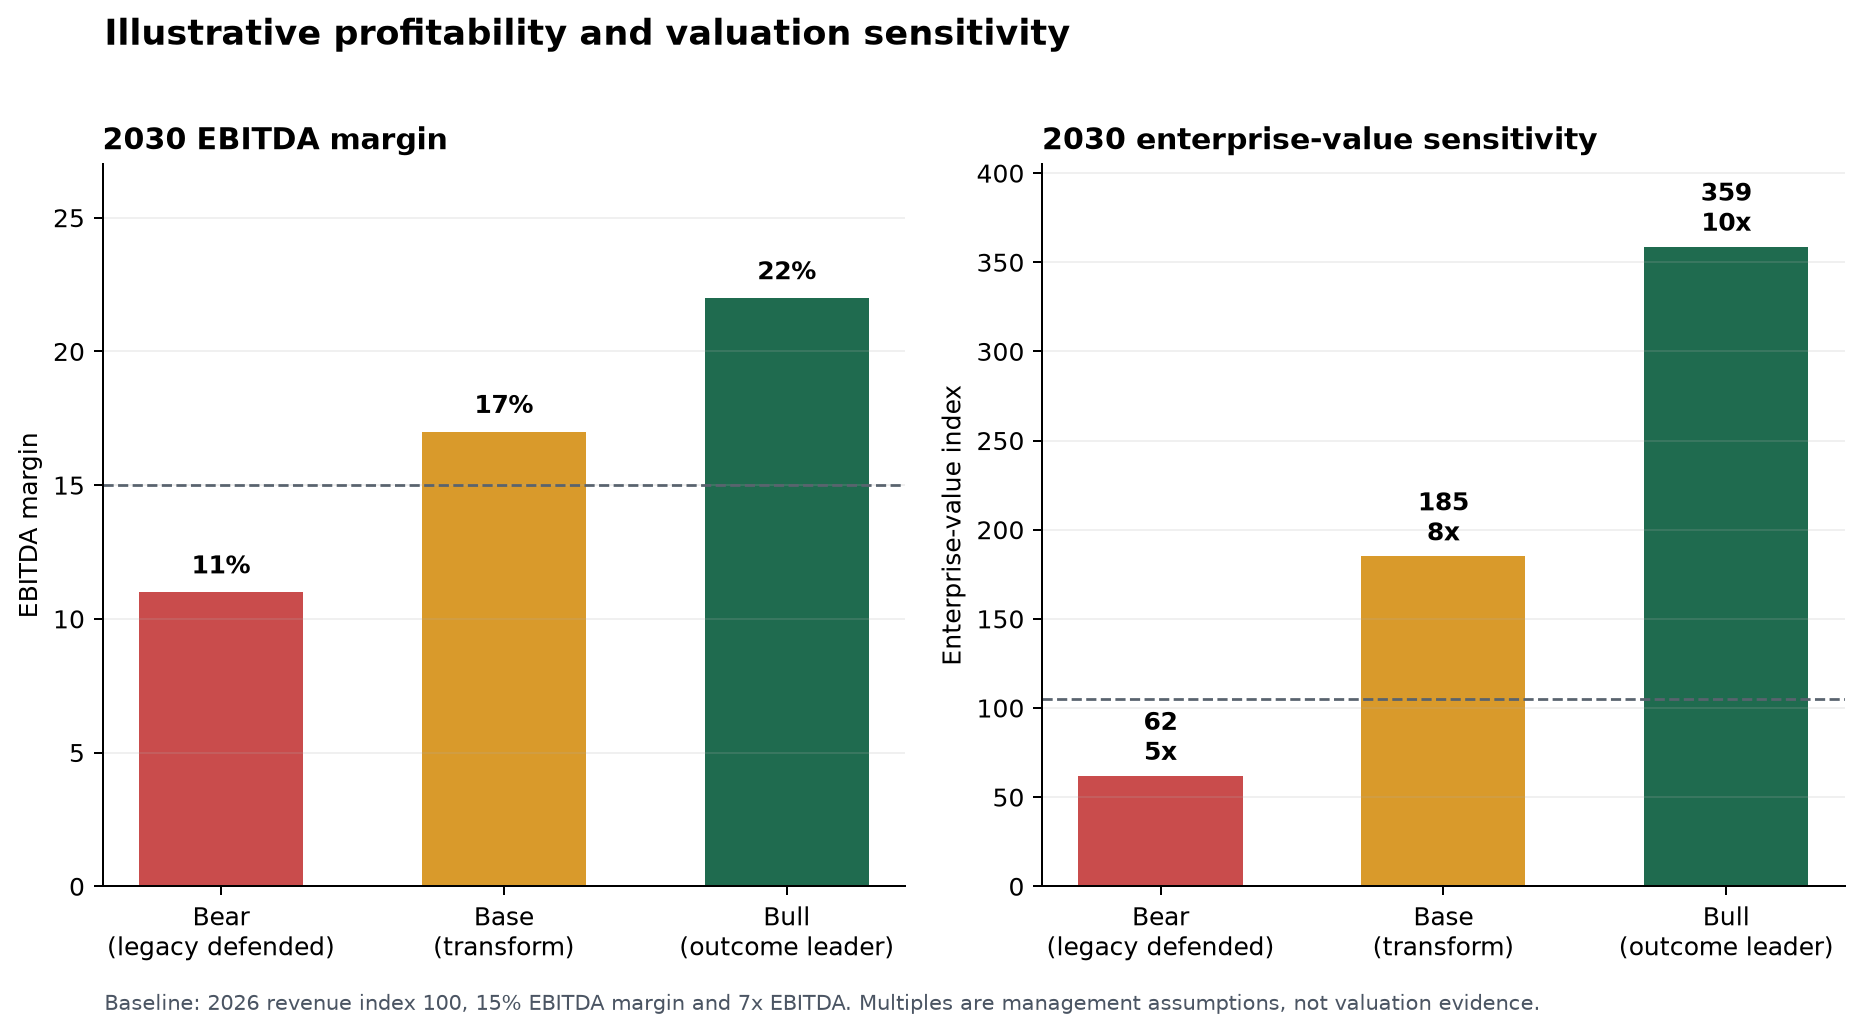 Illustrative profitability and valuation sensitivity
2030 EBITDA margin
EBITDA margin
25
20
15
10
5
0
11%
17%
22%
Bear
(legacy defended)
Base
(transform)
Bull
(outcome leader)
2030 enterprise-value sensitivity
Enterprise-value index
400
350
300
250
200
150
100
50
0
62
5x
185
8x
359
10x
Bear
(legacy defended)
Base
(transform)
Bull
(outcome leader)
Baseline: 2026 revenue index 100, 15% EBITDA margin and 7x EBITDA. Multiples are management assumptions, not valuation evidence.